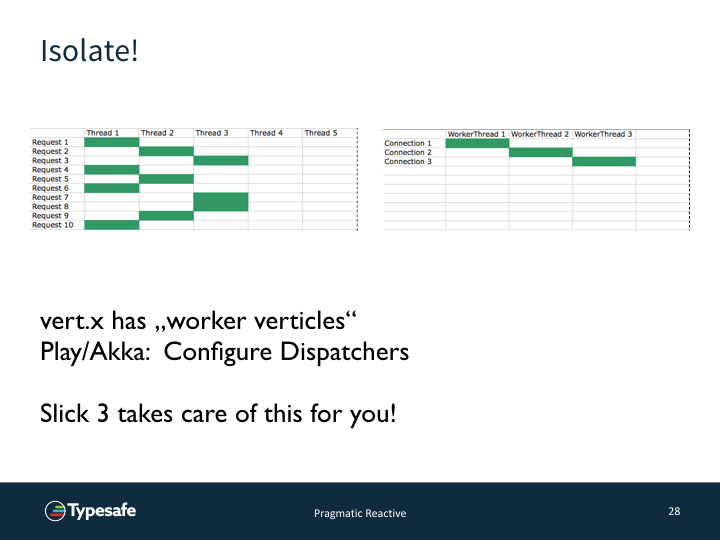 Isolate!
Thread 1 Thread 2 Thread 3 Thread 4 Thread 5
Request 1
Request 2
Request 3
Request 4
Request 5
Request 6
Request 7
Request 8
Request 9
Request 10
WorkerThread 1 WorkerThread 2 WorkerThread 3
Connection 1
Connection 2
Connection 3
vert.x has „worker verticles“
Play/Akka: Configure Dispatchers
Slick 3 takes care of this for you!
Typesafe
Pragmatic Reactive
28